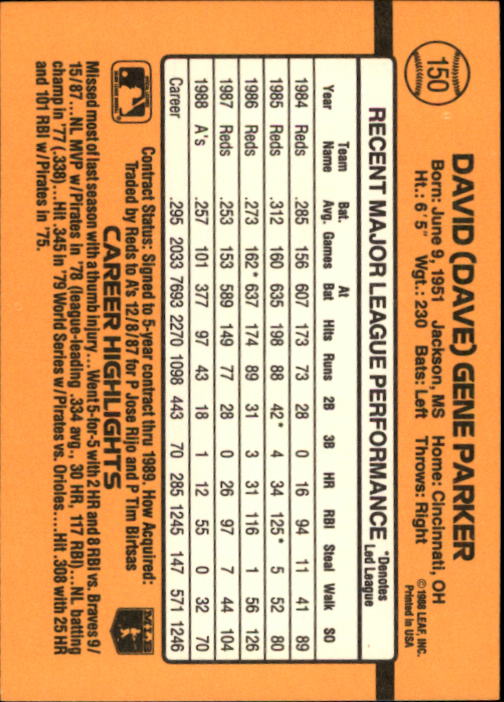 150
DAVID (DAVE) GENE PARKER
Born: June 9, 1951 Jackson, MS Home: Cincinnati, OH
Ht.: 6'5" Wgt.: 230 Bats: Left Throws: Right
©1988 LEAF, INC.
Printed in USA
RECENT MAJOR LEAGUE PERFORMANCE *Denotes Led League
Year Team Name Bat. Avg. Games At Bat Hits Runs 2B 3B HR RBI Steal Walk SO
1984 Reds .285 156 607 173 73 28 0 16 94 11 41 89
1985 Reds .312 160 635 198 88 42* 4 34 125* 5 52 80
1986 Reds .273 162* 637 174 89 31 3 31 116 1 56 126
1987 Reds .253 153 589 149 77 28 0 26 97 7 44 104
1988 A's .257 101 377 97 43 18 1 12 55 0 32 70
Career .295 2033 7693 2270 1098 443 70 285 1245 147 571 1246
Contract Status: Signed to 5-year contract thru 1989. How Acquired:
Traded by Reds to A's 12/8/87 for P Jose Rijo and P Tim Birtsas
CAREER HIGHLIGHTS
MLB
Missed most of last season with a thumb injury...Went 5-for-5 with 2 HR and 8 RBI vs. Braves 9/
15/87...NL MVP w/Pirates in '78 (league-leading .334 avg., 30 HR, 117 RBI)...NL batting
champ in '77 (.338)...Hit .345 in '79 World Series w/Pirates vs. Orioles....Hit .308 with 25 HR
and 101 RBI w/Pirates in '75.